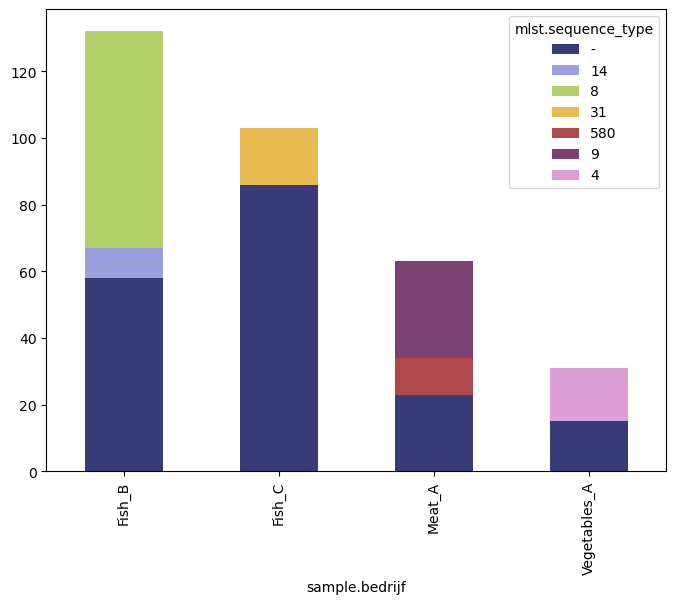 mlst.sequence_type
-
14
8
31
580
9
4
120
100
80
60
40
20
0
Fish_B
Fish_C
Meat_A
Vegetables_A
sample.bedrijf